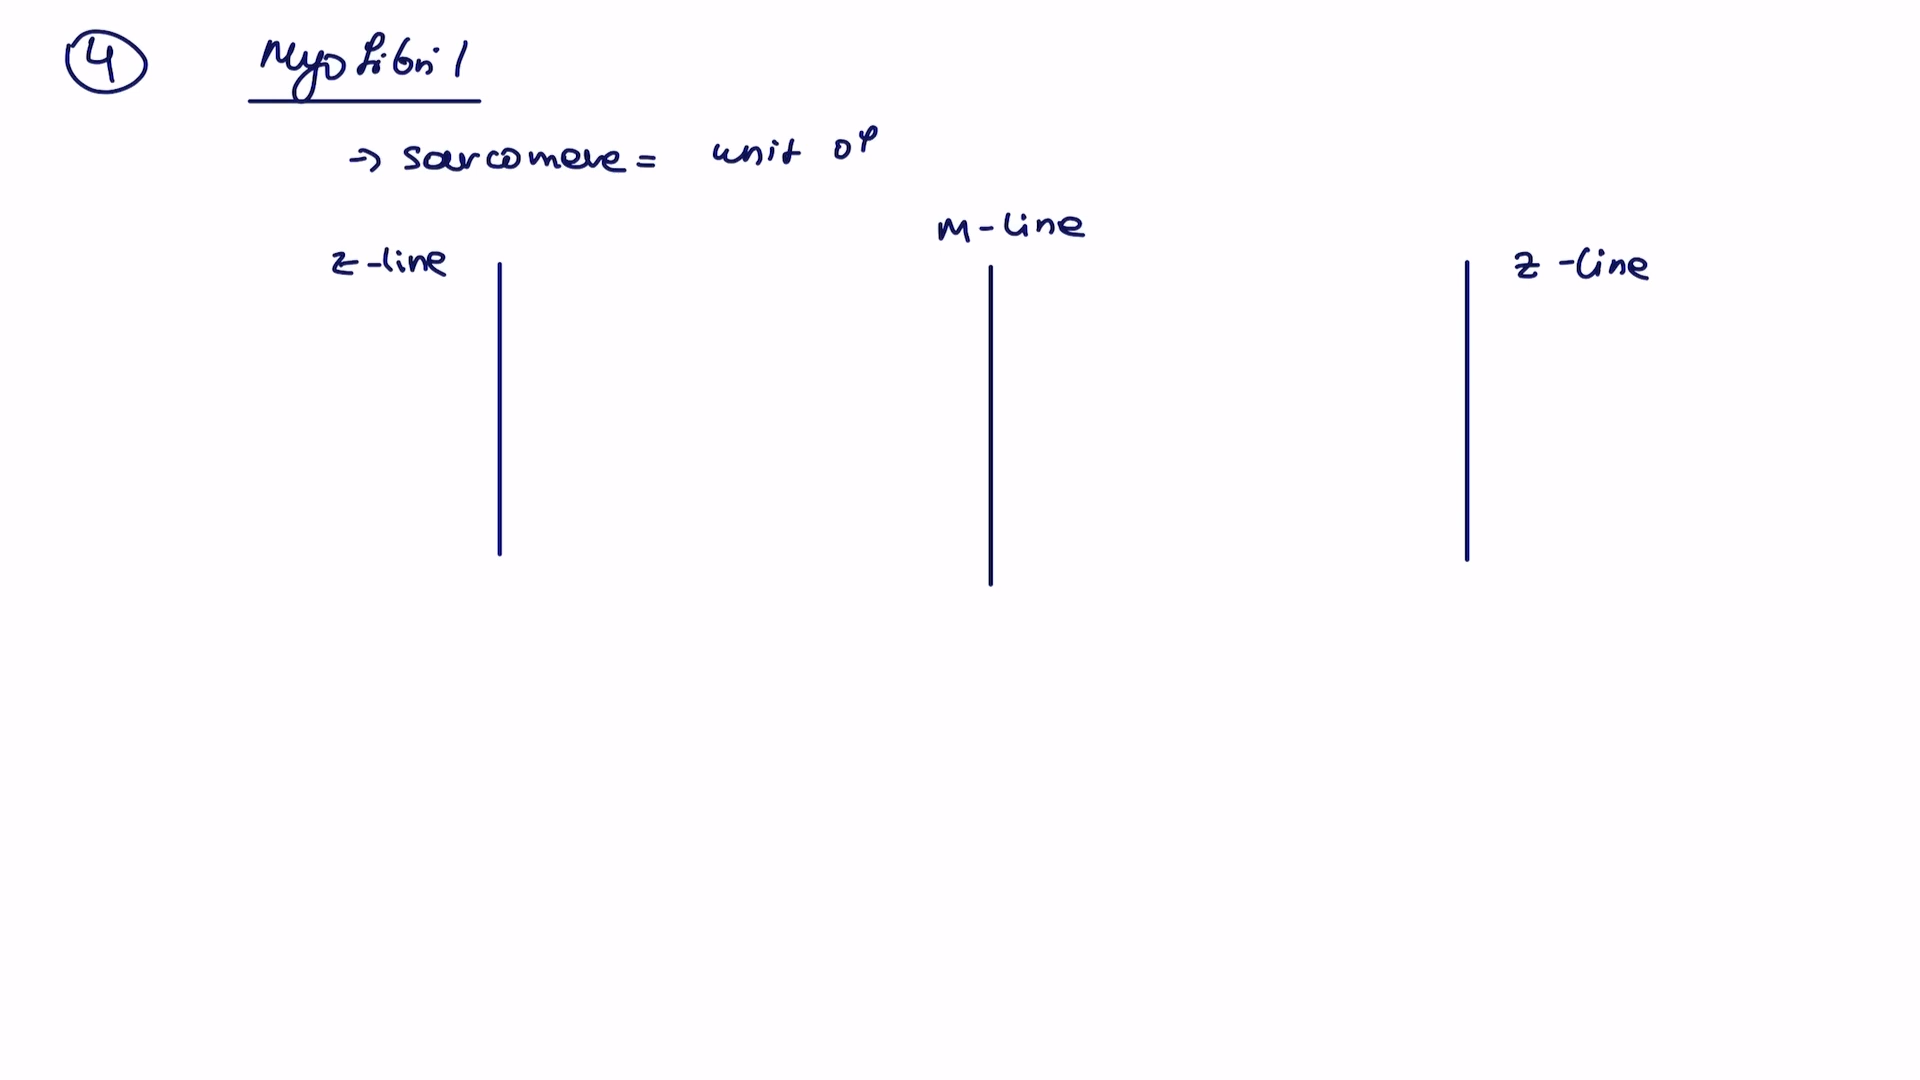 ④ Myofibril
→ sarcomere = unit of
M-line
Z-line
Z-line